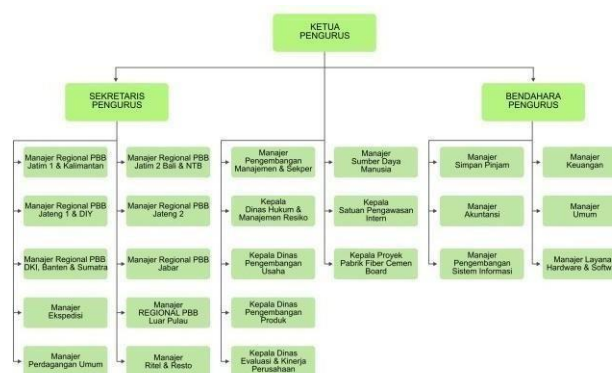 KETUA
PENGURUS
SEKRETARIS
PENGURUS
BENDAHARA
PENGURUS
Manajer Regional PBB
Jatim 1 & Kalimantan
Manajer Regional PBB
Jatim 2 Bali & NTB
Manajer
Pengembangan
Manajemen & Sekper
Manajer
Sumber Daya
Manusia
Manajer
Simpan Pinjam
Manajer
Keuangan
Manajer Regional PBB
Jateng 1 & DIY
Manajer Regional PBB
Jateng 2
Kepala
Dinas Hukum &
Manajemen Resiko
Kepala
Satuan Pengawasan
Intern
Manajer
Akuntansi
Manajer
Umum
Manajer Regional PBB
DKI, Banten & Sumatra
Manajer Regional PBB
Jabar
Kepala Dinas
Pengembangan
Usaha
Kepala Proyek
Pabrik Fiber Cemen
Board
Manajer
Pengembangan
Sistem Informasi
Manajer Layana
Hardware & Softw
Manajer
Ekspedisi
Manajer
REGIONAL PBB
Luar Pulau
Kepala Dinas
Pengembangan
Produk
Manajer
Perdagangan Umum
Manajer
Ritel & Resto
Kepala Dinas
Evaluasi & Kinerja
Perusahaan